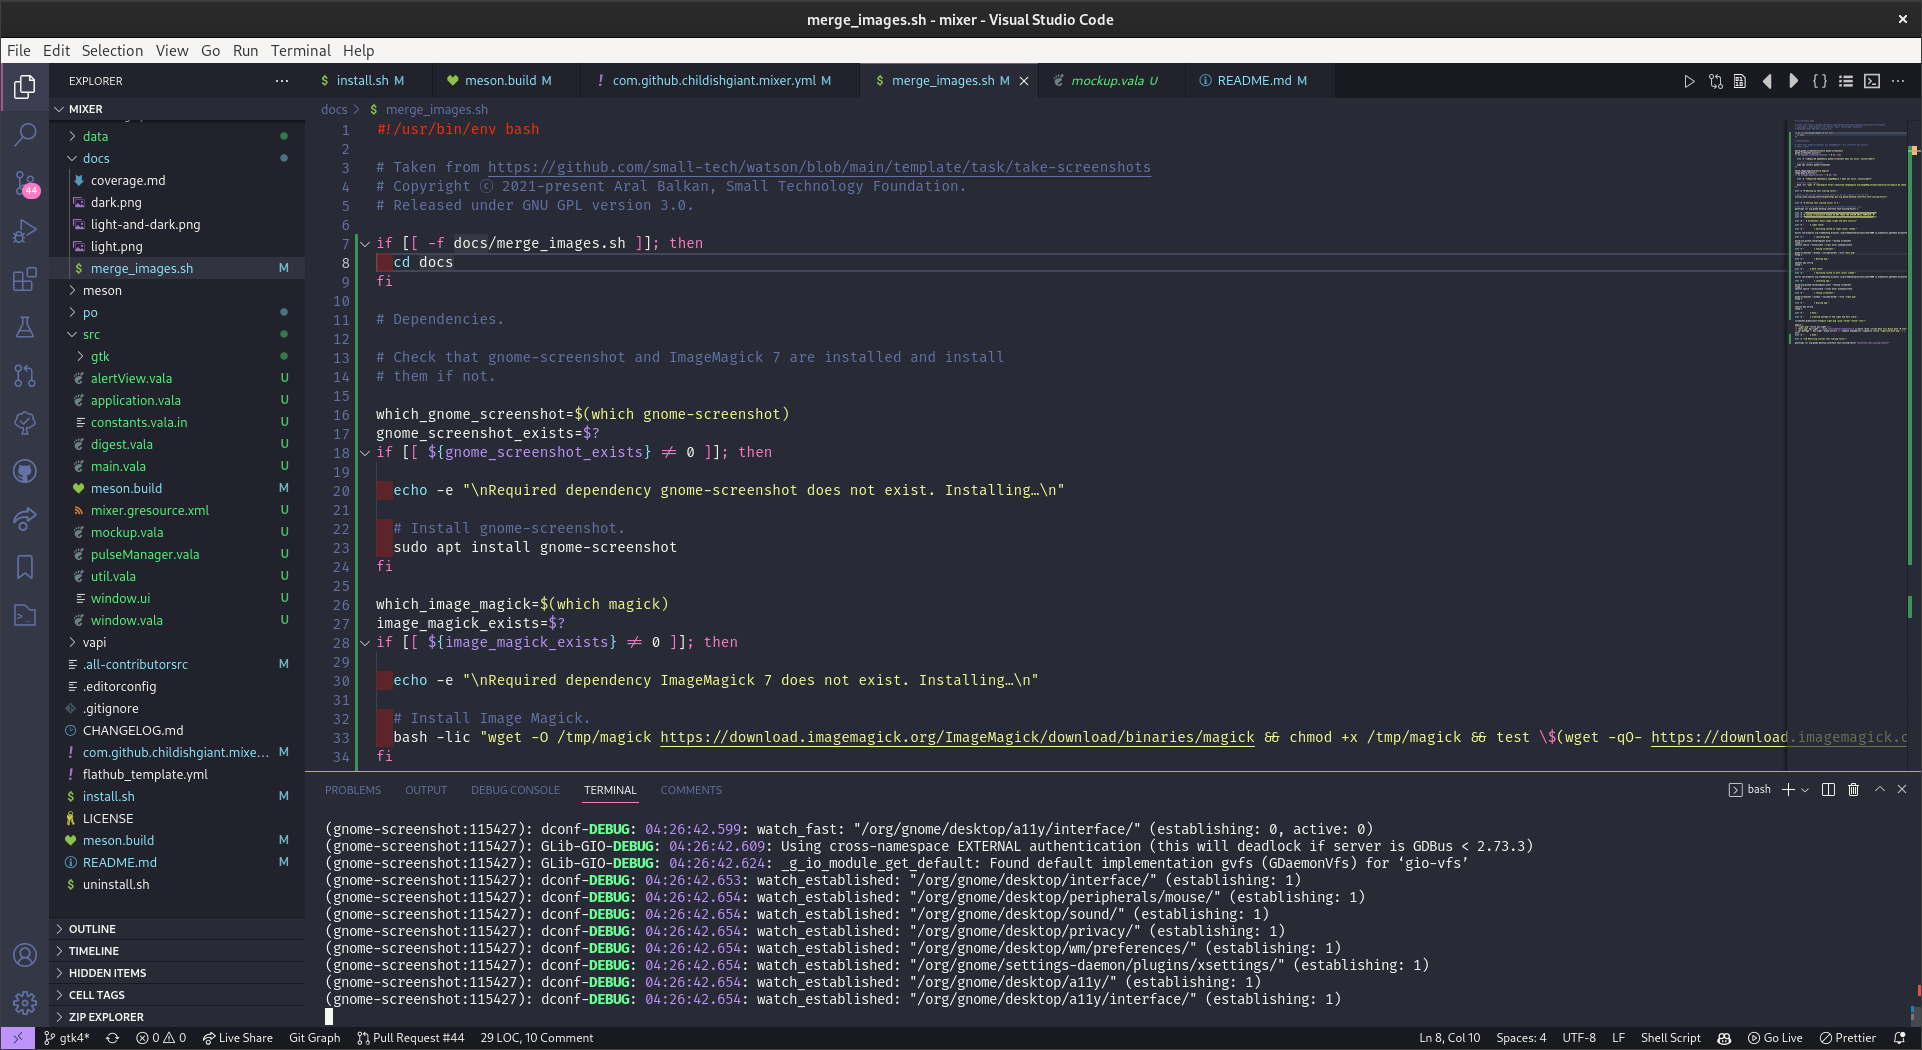 merge_images.sh - mixer - Visual Studio Code
File Edit Selection View Go Run Terminal Help
EXPLORER
MIXER
data
docs
coverage.md
dark.png
light-and-dark.png
light.png
merge_images.sh M
meson
po
src
gtk
alertView.vala U
application.vala U
constants.vala.in U
digest.vala U
main.vala U
meson.build M
mixer.gresource.xml U
mockup.vala U
pulseManager.vala U
util.vala U
window.ui U
window.vala U
vapi
.all-contributorsrc M
.editorconfig
.gitignore
CHANGELOG.md
com.github.childishgiant.mixe... M
flathub_template.yml
install.sh M
LICENSE
meson.build M
README.md M
uninstall.sh
OUTLINE
TIMELINE
HIDDEN ITEMS
CELL TAGS
ZIP EXPLORER
44
install.sh M meson.build M com.github.childishgiant.mixer.yml M merge_images.sh M mockup.vala U README.md M
docs > merge_images.sh
1 #!/usr/bin/env bash
2
3 # Taken from https://github.com/small-tech/watson/blob/main/template/task/take-screenshots
4 # Copyright ⓒ 2021-present Aral Balkan, Small Technology Foundation.
5 # Released under GNU GPL version 3.0.
6
7 if [[ -f docs/merge_images.sh ]]; then
8 cd docs
9 fi
10
11 # Dependencies.
12
13 # Check that gnome-screenshot and ImageMagick 7 are installed and install
14 # them if not.
15
16 which_gnome_screenshot=$(which gnome-screenshot)
17 gnome_screenshot_exists=$?
18 if [[ ${gnome_screenshot_exists} ≠ 0 ]]; then
19
20 echo -e "\nRequired dependency gnome-screenshot does not exist. Installing…\n"
21
22 # Install gnome-screenshot.
23 sudo apt install gnome-screenshot
24 fi
25
26 which_image_magick=$(which magick)
27 image_magick_exists=$?
28 if [[ ${image_magick_exists} ≠ 0 ]]; then
29
30 echo -e "\nRequired dependency ImageMagick 7 does not exist. Installing…\n"
31
32 # Install Image Magick.
33 bash -lic "wget -O /tmp/magick https://download.imagemagick.org/ImageMagick/download/binaries/magick && chmod +x /tmp/magick && test \$(wget -qO- https://download.imagemagick.c
34 fi
PROBLEMS OUTPUT DEBUG CONSOLE TERMINAL COMMENTS bash
(gnome-screenshot:115427): dconf-DEBUG: 04:26:42.599: watch_fast: "/org/gnome/desktop/a11y/interface/" (establishing: 0, active: 0)
(gnome-screenshot:115427): GLib-GIO-DEBUG: 04:26:42.609: Using cross-namespace EXTERNAL authentication (this will deadlock if server is GDBus < 2.73.3)
(gnome-screenshot:115427): GLib-GIO-DEBUG: 04:26:42.624: _g_io_module_get_default: Found default implementation gvfs (GDaemonVfs) for ‘gio-vfs’
(gnome-screenshot:115427): dconf-DEBUG: 04:26:42.653: watch_established: "/org/gnome/desktop/interface/" (establishing: 1)
(gnome-screenshot:115427): dconf-DEBUG: 04:26:42.654: watch_established: "/org/gnome/desktop/peripherals/mouse/" (establishing: 1)
(gnome-screenshot:115427): dconf-DEBUG: 04:26:42.654: watch_established: "/org/gnome/desktop/sound/" (establishing: 1)
(gnome-screenshot:115427): dconf-DEBUG: 04:26:42.654: watch_established: "/org/gnome/desktop/privacy/" (establishing: 1)
(gnome-screenshot:115427): dconf-DEBUG: 04:26:42.654: watch_established: "/org/gnome/desktop/wm/preferences/" (establishing: 1)
(gnome-screenshot:115427): dconf-DEBUG: 04:26:42.654: watch_established: "/org/gnome/settings-daemon/plugins/xsettings/" (establishing: 1)
(gnome-screenshot:115427): dconf-DEBUG: 04:26:42.654: watch_established: "/org/gnome/desktop/a11y/" (establishing: 1)
(gnome-screenshot:115427): dconf-DEBUG: 04:26:42.654: watch_established: "/org/gnome/desktop/a11y/interface/" (establishing: 1)
gtk4* 0 0 Live Share Git Graph Pull Request #44 29 LOC, 10 Comment Ln 8, Col 10 Spaces: 4 UTF-8 LF Shell Script Go Live Prettier